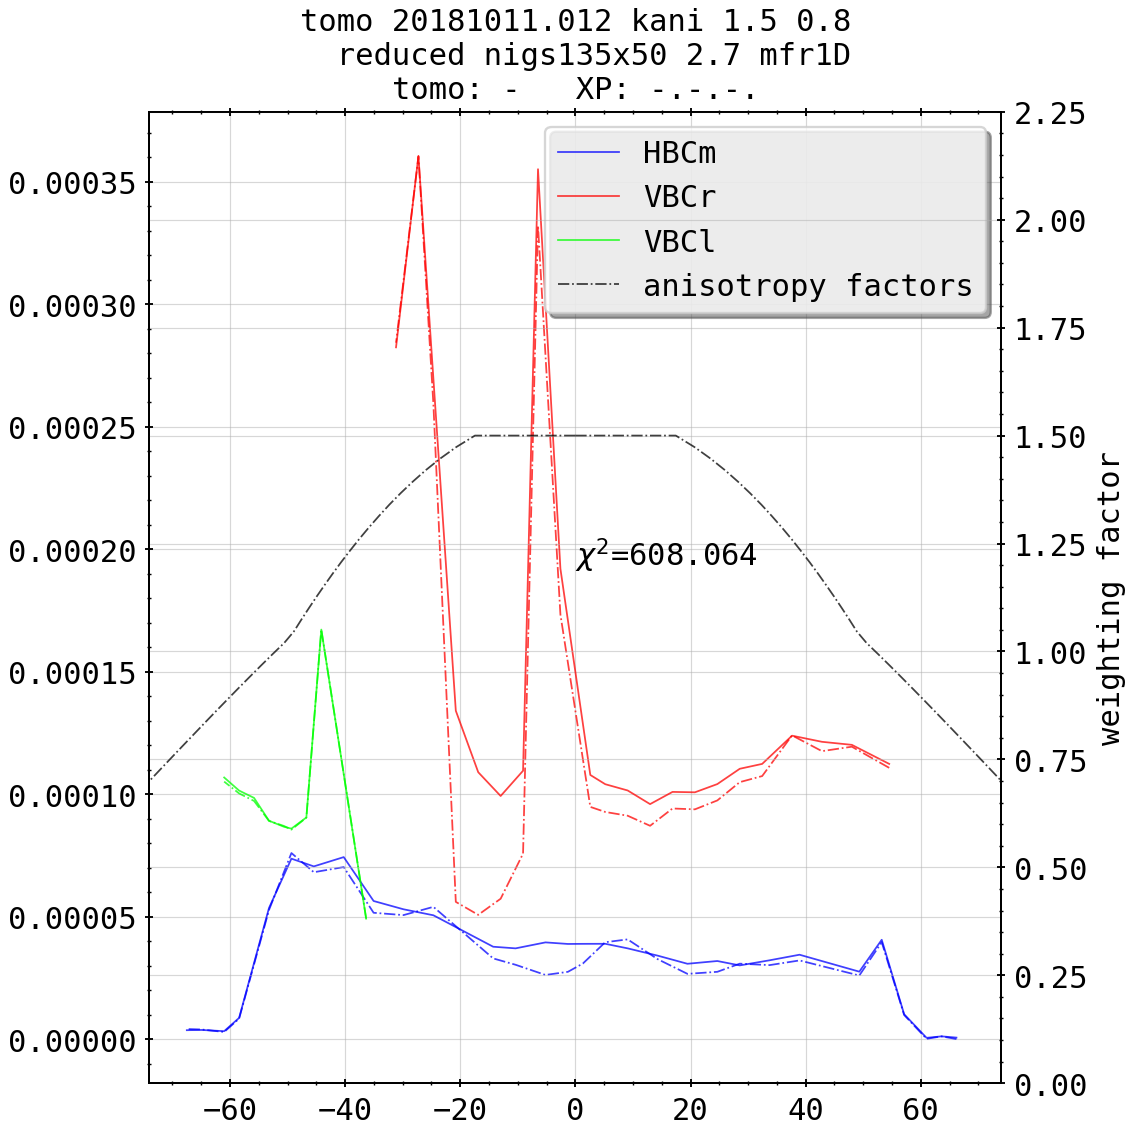 tomo 20181011.012 kani 1.5 0.8
reduced nigs135x50 2.7 mfr1D
tomo: - XP: -.-.-.
HBCm
VBCr
VBCl
anisotropy factors
χ²=608.064
0.00035
0.00030
0.00025
0.00020
0.00015
0.00010
0.00005
0.00000
2.25
2.00
1.75
1.50
1.25
1.00
0.75
0.50
0.25
0.00
weighting factor
−60 −40 −20 0 20 40 60